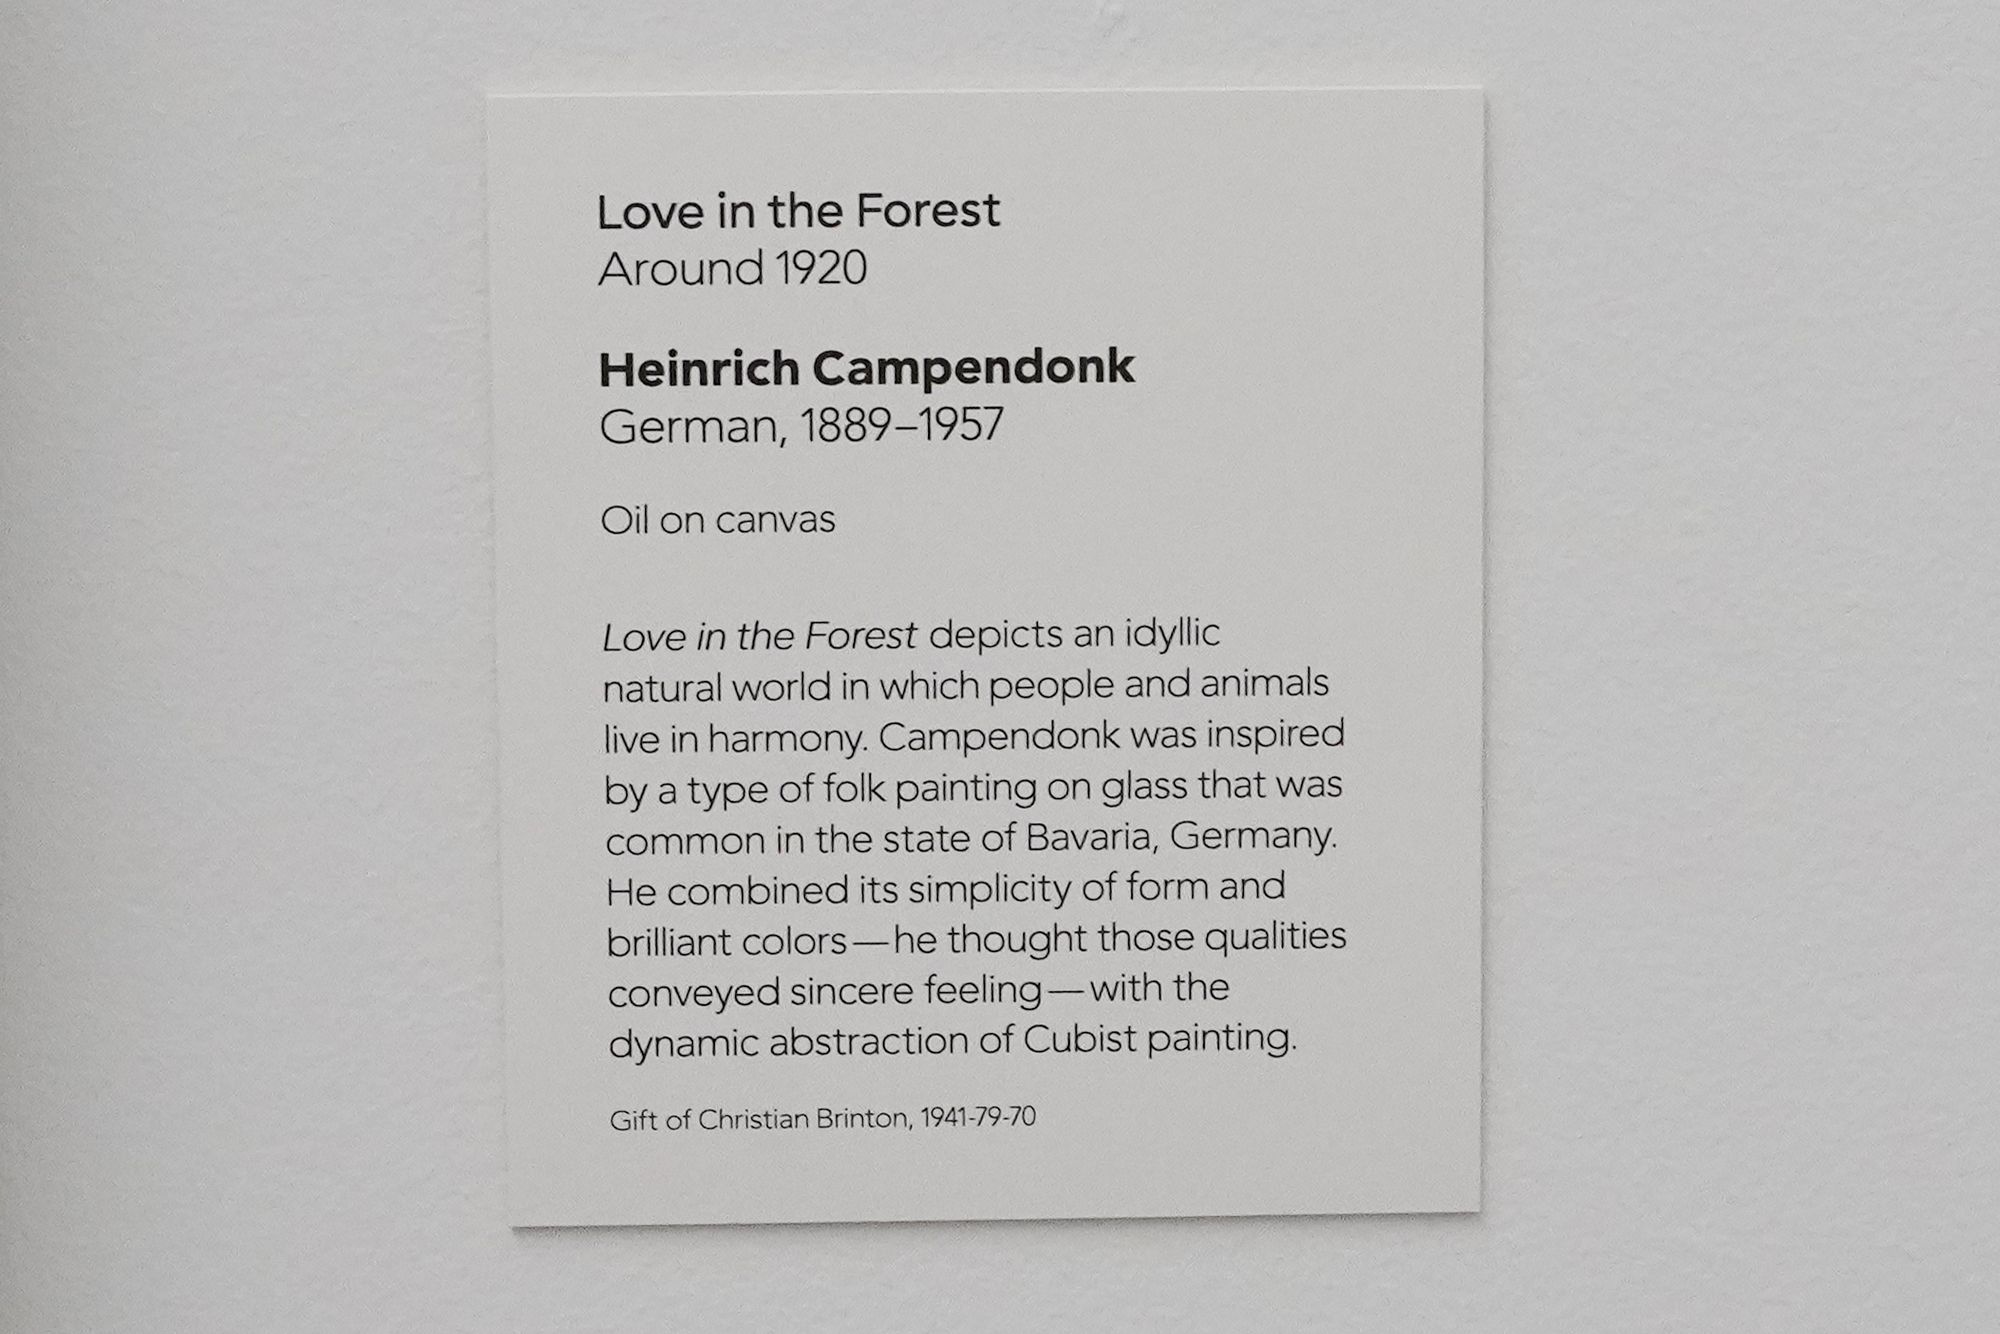 Love in the Forest
Around 1920
Heinrich Campendonk
German, 1889–1957
Oil on canvas
Love in the Forest depicts an idyllic
natural world in which people and animals
live in harmony. Campendonk was inspired
by a type of folk painting on glass that was
common in the state of Bavaria, Germany.
He combined its simplicity of form and
brilliant colors—he thought those qualities
conveyed sincere feeling—with the
dynamic abstraction of Cubist painting.
Gift of Christian Brinton, 1941-79-70